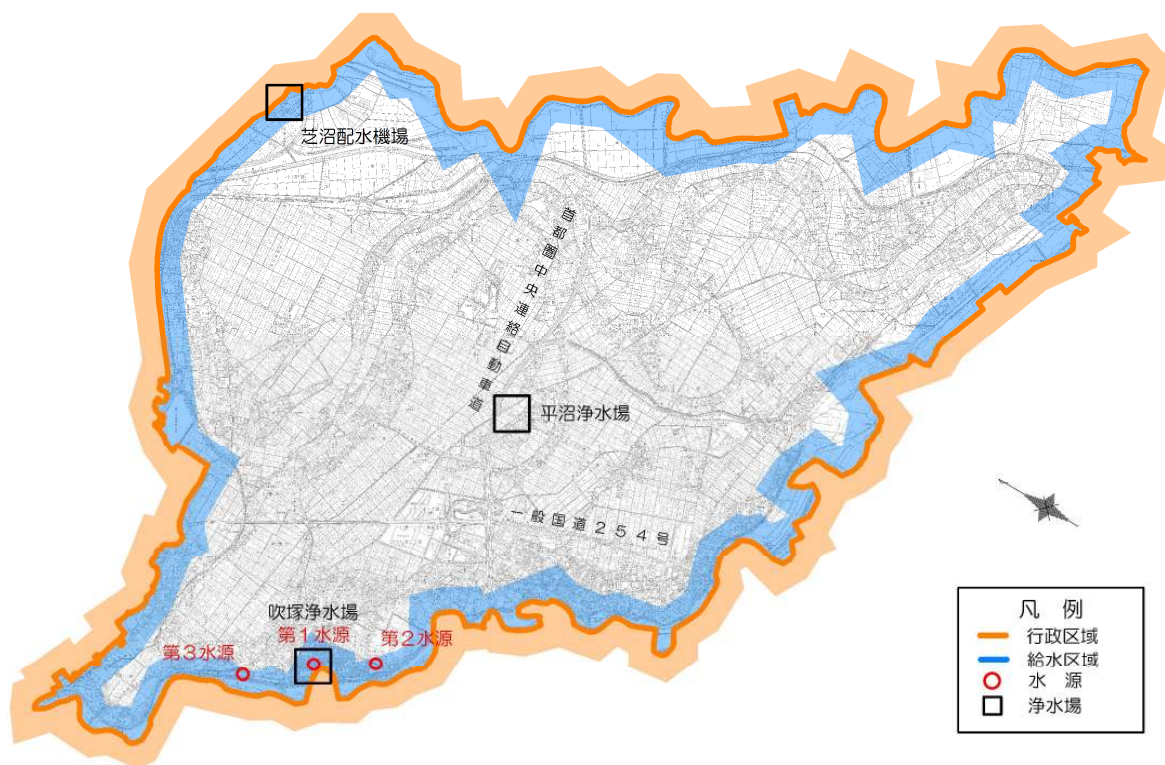 芝沼配水機場
首都圏中央連絡自動車道
平沼浄水場
一般国道254号
吹塚浄水場
第1水源
第2水源
第3水源
凡 例
行政区域
給水区域
水 源
浄水場